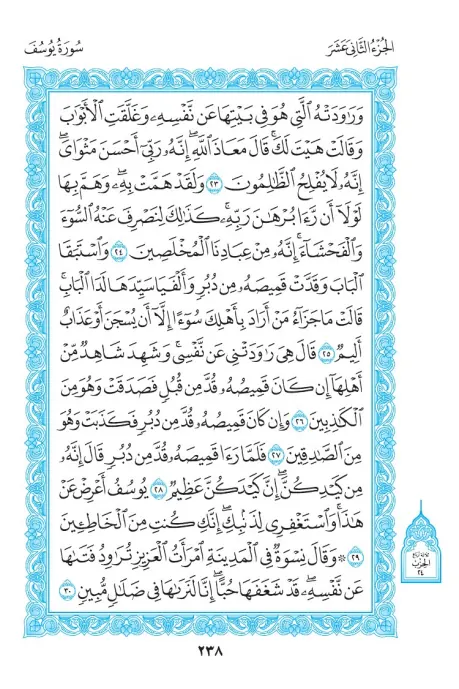 الجُزْءُ الثَّانِي عَشَرَ
سُورَةُ يُوسُفَ
وَرَٰوَدَتْهُ ٱلَّتِى هُوَ فِى بَيْتِهَا عَن نَّفْسِهِۦ وَغَلَّقَتِ ٱلْأَبْوَٰبَ
وَقَالَتْ هَيْتَ لَكَ ۚ قَالَ مَعَاذَ ٱللَّهِ ۖ إِنَّهُۥ رَبِّىٓ أَحْسَنَ مَثْوَاىَ ۖ
إِنَّهُۥ لَا يُفْلِحُ ٱلظَّٰلِمُونَ ٢٣ وَلَقَدْ هَمَّتْ بِهِۦ ۖ وَهَمَّ بِهَا
لَوْلَآ أَن رَّءَا بُرْهَٰنَ رَبِّهِۦ ۚ كَذَٰلِكَ لِنَصْرِفَ عَنْهُ ٱلسُّوٓءَ
وَٱلْفَحْشَآءَ ۚ إِنَّهُۥ مِنْ عِبَادِنَا ٱلْمُخْلَصِينَ ٢٤ وَٱسْتَبَقَا
ٱلْبَابَ وَقَدَّتْ قَمِيصَهُۥ مِن دُبُرٍ وَأَلْفَيَا سَيِّدَهَا لَدَا ٱلْبَابِ ۚ
قَالَتْ مَا جَزَآءُ مَنْ أَرَادَ بِأَهْلِكَ سُوٓءًا إِلَّآ أَن يُسْجَنَ أَوْ عَذَابٌ
أَلِيمٌ ٢٥ قَالَ هِىَ رَٰوَدَتْنِى عَن نَّفْسِى ۚ وَشَهِدَ شَاهِدٌ مِّنْ
أَهْلِهَآ إِن كَانَ قَمِيصُهُۥ قُدَّ مِن قُبُلٍ فَصَدَقَتْ وَهُوَ مِنَ
ٱلْكَٰذِبِينَ ٢٦ وَإِن كَانَ قَمِيصُهُۥ قُدَّ مِن دُبُرٍ فَكَذَبَتْ وَهُوَ
مِنَ ٱلصَّٰدِقِينَ ٢٧ فَلَمَّا رَءَا قَمِيصَهُۥ قُدَّ مِن دُبُرٍ قَالَ إِنَّهُۥ
مِن كَيْدِكُنَّ ۖ إِنَّ كَيْدَكُنَّ عَظِيمٌ ٢٨ يُوسُفُ أَعْرِضْ عَنْ
هَٰذَا ۚ وَٱسْتَغْفِرِى لِذَنۢبِكِ ۖ إِنَّكِ كُنتِ مِنَ ٱلْخَاطِـِٔينَ
٢٩ ۞ وَقَالَ نِسْوَةٌ فِى ٱلْمَدِينَةِ ٱمْرَأَتُ ٱلْعَزِيزِ تُرَٰوِدُ فَتَىٰهَا
عَن نَّفْسِهِۦ ۖ قَدْ شَغَفَهَا حُبًّا ۖ إِنَّا لَنَرَىٰهَا فِى ضَلَٰلٍ مُّبِينٍ ٣٠
الحِزْب
٢٤
٢٣٨